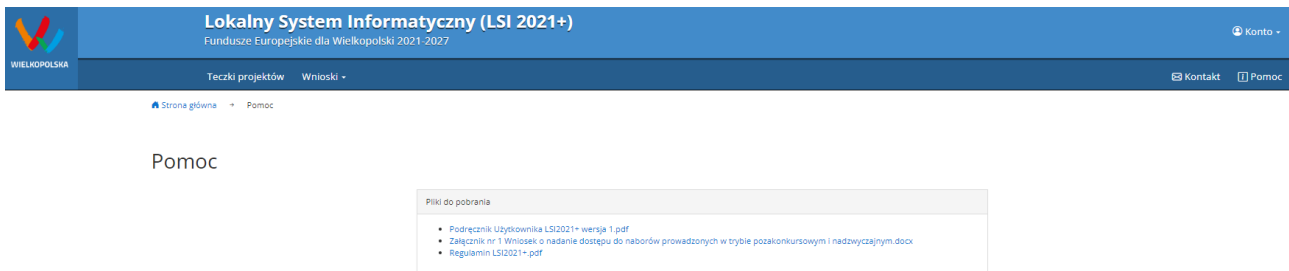 Lokalny System Informatyczny (LSI 2021+)
Fundusze Europejskie dla Wielkopolski 2021-2027
Konto
WIELKOPOLSKA
Teczki projektów Wnioski
Kontakt Pomoc
Strona główna → Pomoc
Pomoc
Pliki do pobrania
• Podręcznik Użytkownika LSI2021+ wersja 1.pdf
• Załącznik nr 1 Wniosek o nadanie dostępu do naborów prowadzonych w trybie pozakonkursowym i nadzwyczajnym.docx
• Regulamin LSI2021+.pdf